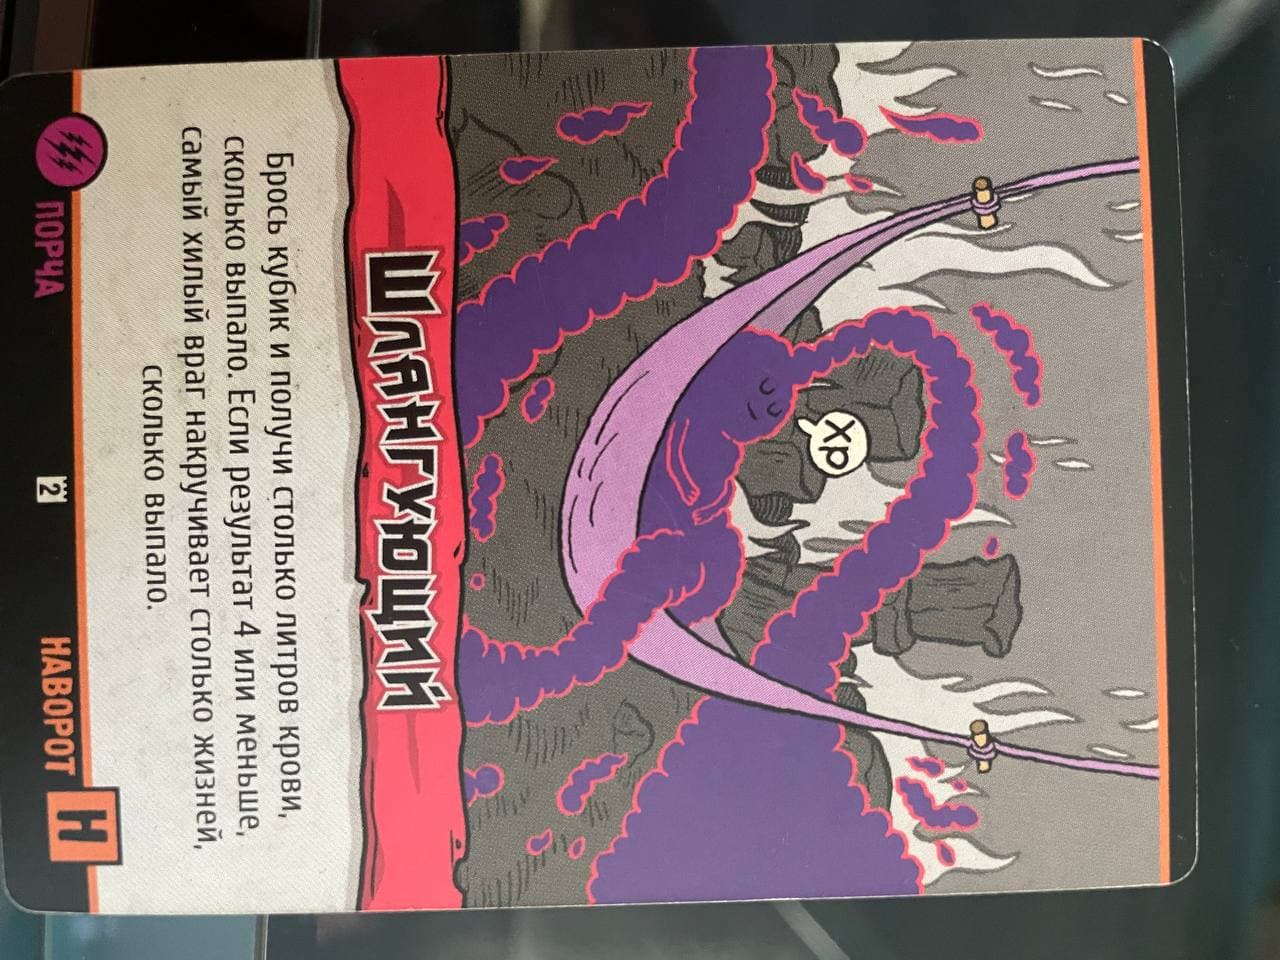 Хр
Шлангующий
Брось кубик и получи столько литров крови,
сколько выпало. Если результат 4 или меньше,
самый хилый враг накручивает столько жизней,
сколько выпало.
ПОРЧА
2
НАВОРОТ
Н